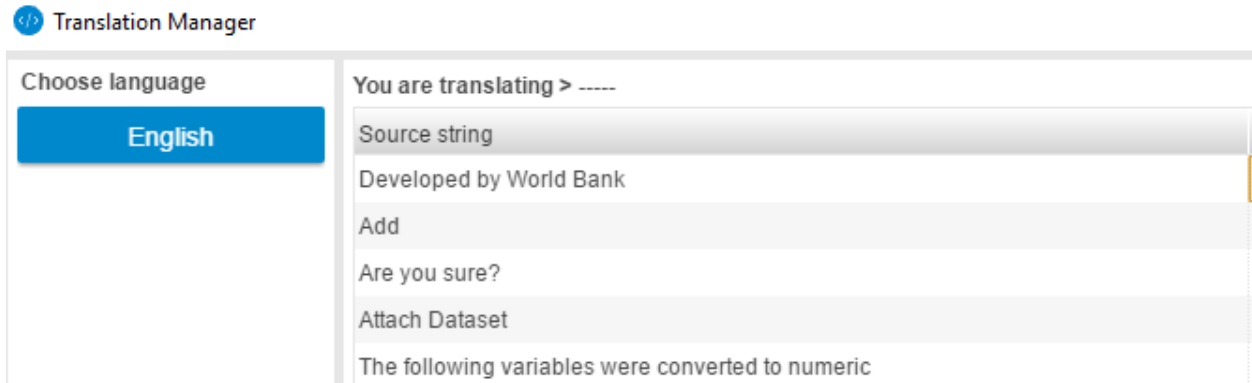 Translation Manager
Choose language
English
You are translating > -----
Source string
Developed by World Bank
Add
Are you sure?
Attach Dataset
The following variables were converted to numeric